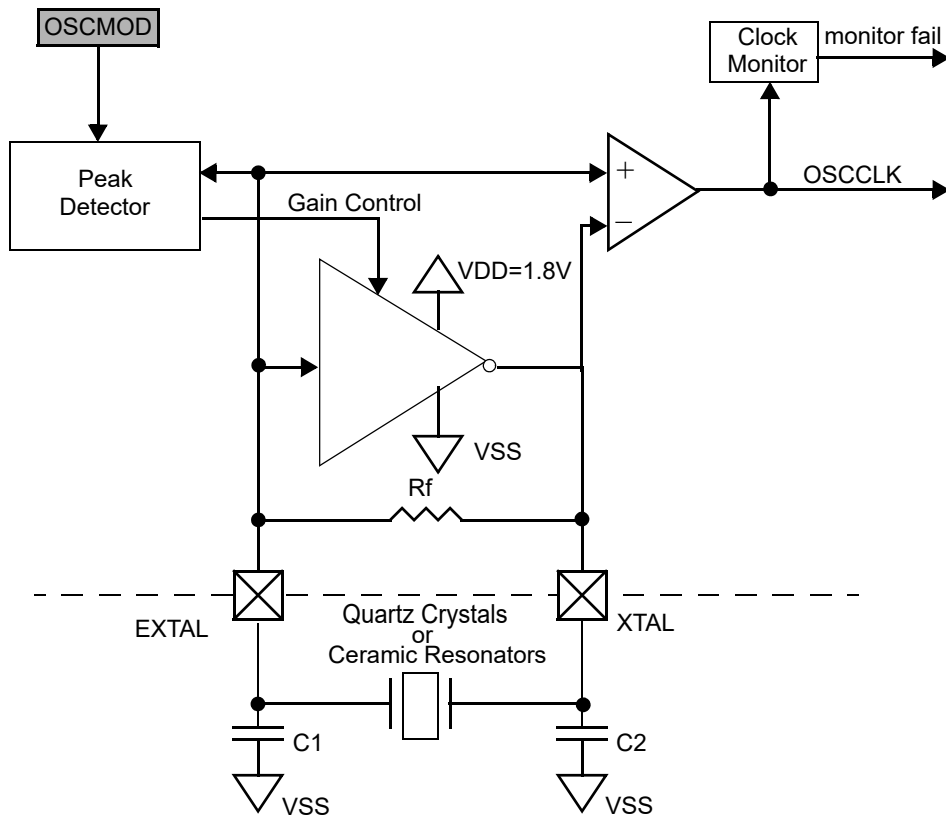 OSCMOD
Clock
Monitor
monitor fail
Peak
Detector
+
OSCCLK
Gain Control
−
VDD=1.8V
VSS
Rf
EXTAL
Quartz Crystals
or
Ceramic Resonators
XTAL
C1
C2
VSS
VSS